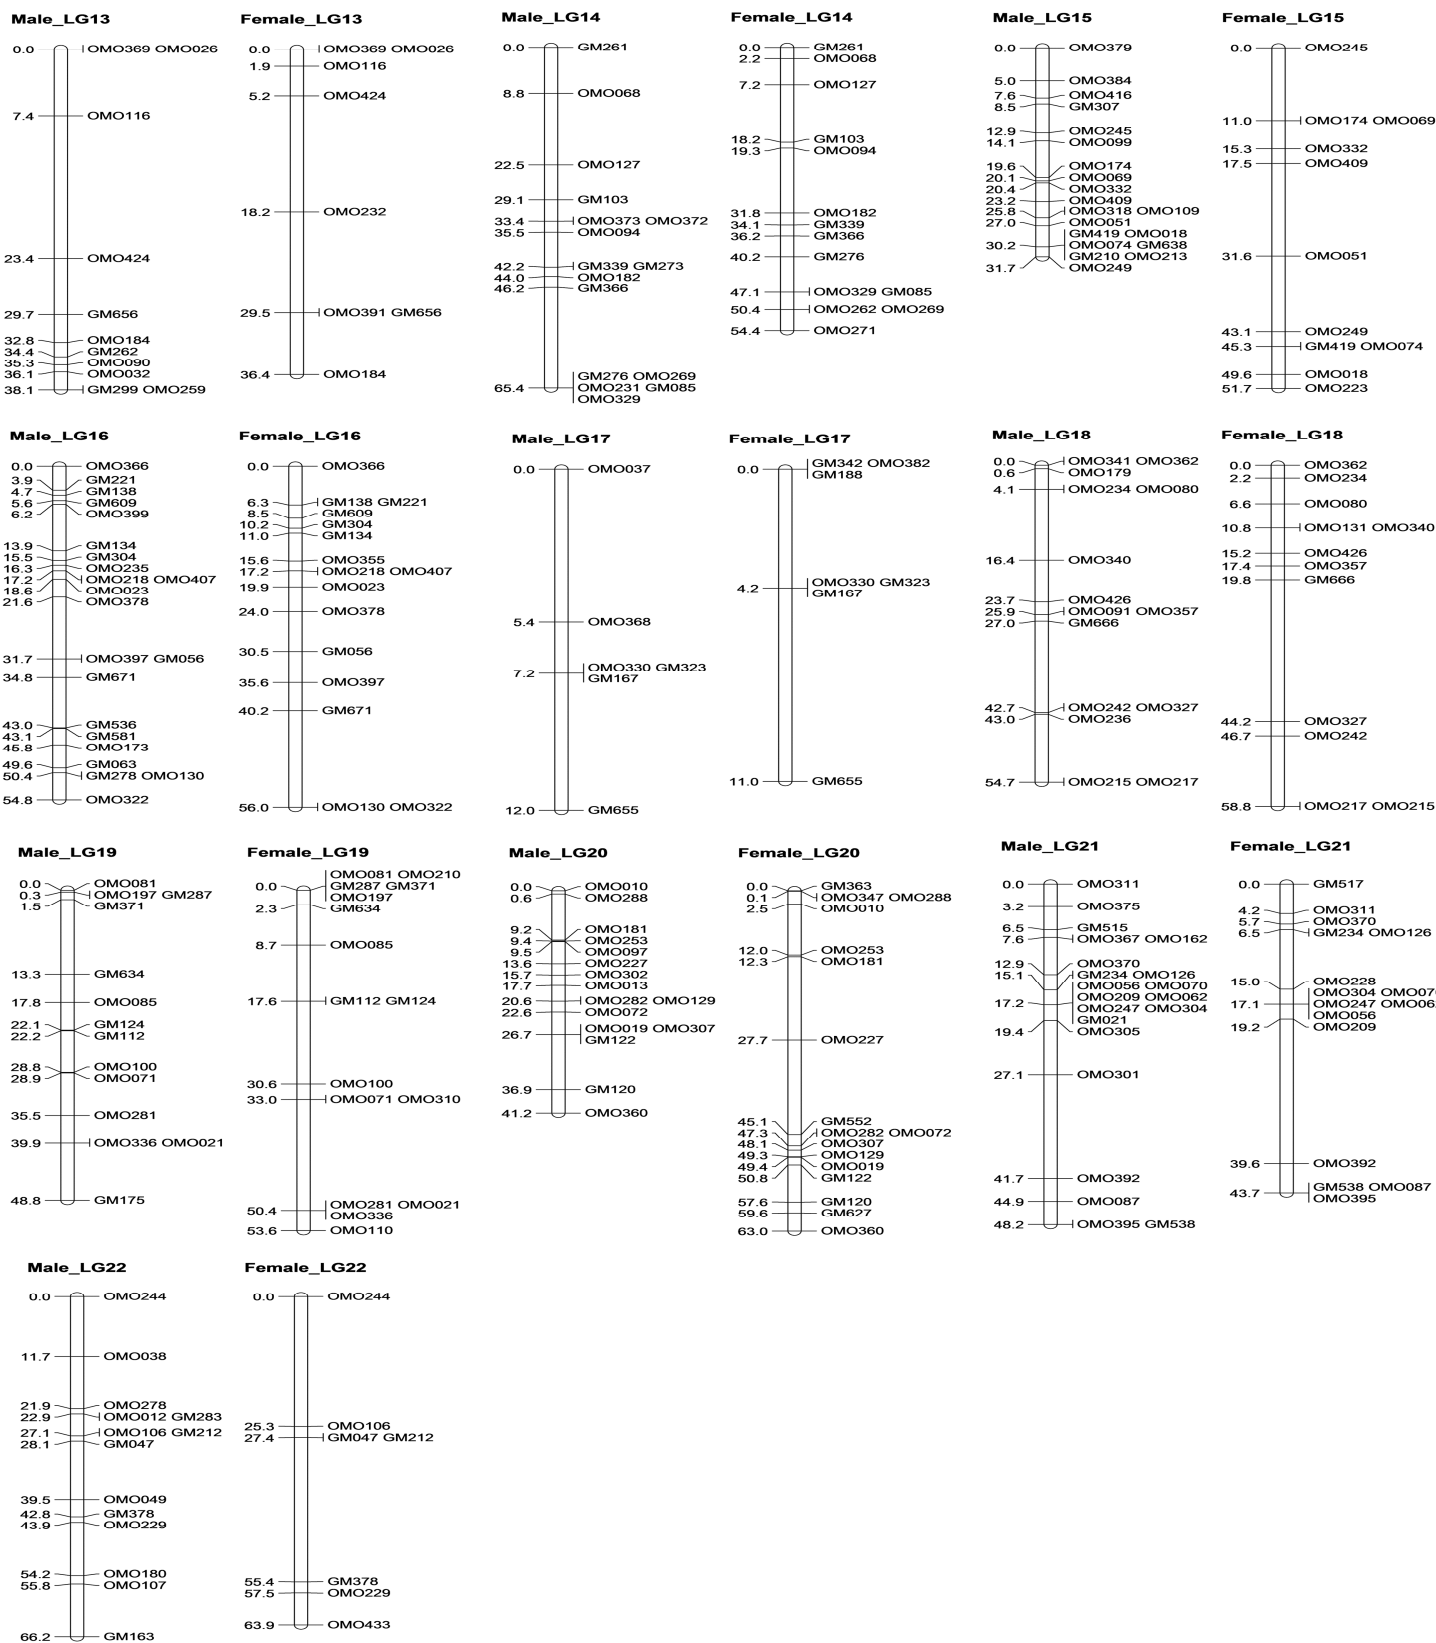 Male_LG13
0.0 OMO369 OMO026
7.4 OMO116
23.4 OMO424
29.7 GM656
32.8 OMO184
34.4 GM262
35.3 OMO090
36.1 OMO032
38.1 GM299 OMO259
Female_LG13
0.0 OMO369 OMO026
1.9 OMO116
5.2 OMO424
18.2 OMO232
29.5 OMO391 GM656
36.4 OMO184
Male_LG14
0.0 GM261
8.8 OMO068
22.5 OMO127
29.1 GM103
33.4 OMO373 OMO372
35.5 OMO094
42.2 GM339 GM273
44.0 OMO182
46.2 GM366
GM276 OMO269
65.4 OMO231 GM085
OMO329
Female_LG14
0.0 GM261
2.2 OMO068
7.2 OMO127
18.2 GM103
19.3 OMO094
31.8 OMO182
34.1 GM339
36.2 GM366
40.2 GM276
47.1 OMO329 GM085
50.4 OMO262 OMO269
54.4 OMO271
Male_LG15
0.0 OMO379
5.0 OMO384
7.6 OMO416
8.5 GM307
12.9 OMO245
14.1 OMO099
19.6 OMO174
20.1 OMO069
20.4 OMO332
23.2 OMO409
25.8 OMO318 OMO109
27.0 OMO051
GM419 OMO018
30.2 OMO074 GM638
GM210 OMO213
31.7 OMO249
Female_LG15
0.0 OMO245
11.0 OMO174 OMO069
15.3 OMO332
17.5 OMO409
31.6 OMO051
43.1 OMO249
45.3 GM419 OMO074
49.6 OMO018
51.7 OMO223
Male_LG16
0.0 OMO366
3.9 GM221
4.7 GM138
5.6 GM609
6.2 OMO399
13.9 GM134
15.5 GM304
16.3 OMO235
17.2 OMO218 OMO407
18.6 OMO023
21.6 OMO378
31.7 OMO397 GM056
34.8 GM671
43.0 GM536
43.1 GM581
45.8 OMO173
49.6 GM063
50.4 GM278 OMO130
54.8 OMO322
Female_LG16
0.0 OMO366
6.3 GM138 GM221
8.5 GM609
10.2 GM304
11.0 GM134
15.6 OMO355
17.2 OMO218 OMO407
19.9 OMO023
24.0 OMO378
30.5 GM056
35.6 OMO397
40.2 GM671
56.0 OMO130 OMO322
Male_LG17
0.0 OMO037
5.4 OMO368
7.2 OMO330 GM323
GM167
12.0 GM655
Female_LG17
0.0 GM342 OMO382
GM188
4.2 OMO330 GM323
GM167
11.0 GM655
Male_LG18
0.0 OMO341 OMO362
0.6 OMO179
4.1 OMO234 OMO080
16.4 OMO340
23.7 OMO426
25.9 OMO091 OMO357
27.0 GM666
42.7 OMO242 OMO327
43.0 OMO236
54.7 OMO215 OMO217
Female_LG18
0.0 OMO362
2.2 OMO234
6.6 OMO080
10.8 OMO131 OMO340
15.2 OMO426
17.4 OMO357
19.8 GM666
44.2 OMO327
46.7 OMO242
58.8 OMO217 OMO215
Male_LG19
0.0 OMO081
0.3 OMO197 GM287
1.5 GM371
13.3 GM634
17.8 OMO085
22.1 GM124
22.2 GM112
28.8 OMO100
28.9 OMO071
35.5 OMO281
39.9 OMO336 OMO021
48.8 GM175
Female_LG19
OMO081 OMO210
0.0 GM287 GM371
OMO197
2.3 GM634
8.7 OMO085
17.6 GM112 GM124
30.6 OMO100
33.0 OMO071 OMO310
50.4 OMO281 OMO021
OMO336
53.6 OMO110
Male_LG20
0.0 OMO010
0.6 OMO288
9.2 OMO181
9.4 OMO253
9.5 OMO097
13.6 OMO227
15.7 OMO302
17.7 OMO013
20.6 OMO282 OMO129
22.6 OMO072
26.7 OMO019 OMO307
GM122
36.9 GM120
41.2 OMO360
Female_LG20
0.0 GM363
0.1 OMO347 OMO288
2.5 OMO010
12.0 OMO253
12.3 OMO181
27.7 OMO227
45.1 GM552
47.3 OMO282 OMO072
48.1 OMO307
49.3 OMO129
49.4 OMO019
50.8 GM122
57.6 GM120
59.6 GM627
63.0 OMO360
Male_LG21
0.0 OMO311
3.2 OMO375
6.5 GM515
7.6 OMO367 OMO162
12.9 OMO370
15.1 GM234 OMO126
OMO056 OMO070
17.2 OMO209 OMO062
OMO247 OMO304
GM021
19.4 OMO305
27.1 OMO301
41.7 OMO392
44.9 OMO087
48.2 OMO395 GM538
Female_LG21
0.0 GM517
4.2 OMO311
5.7 OMO370
6.5 GM234 OMO126
15.0 OMO228
OMO304 OMO07
17.1 OMO247 OMO06
OMO056
19.2 OMO209
39.6 OMO392
43.7 GM538 OMO087
OMO395
Male_LG22
0.0 OMO244
11.7 OMO038
21.9 OMO278
22.9 OMO012 GM283
27.1 OMO106 GM212
28.1 GM047
39.5 OMO049
42.8 GM378
43.9 OMO229
54.2 OMO180
55.8 OMO107
66.2 GM163
Female_LG22
0.0 OMO244
25.3 OMO106
27.4 GM047 GM212
55.4 GM378
57.5 OMO229
63.9 OMO433